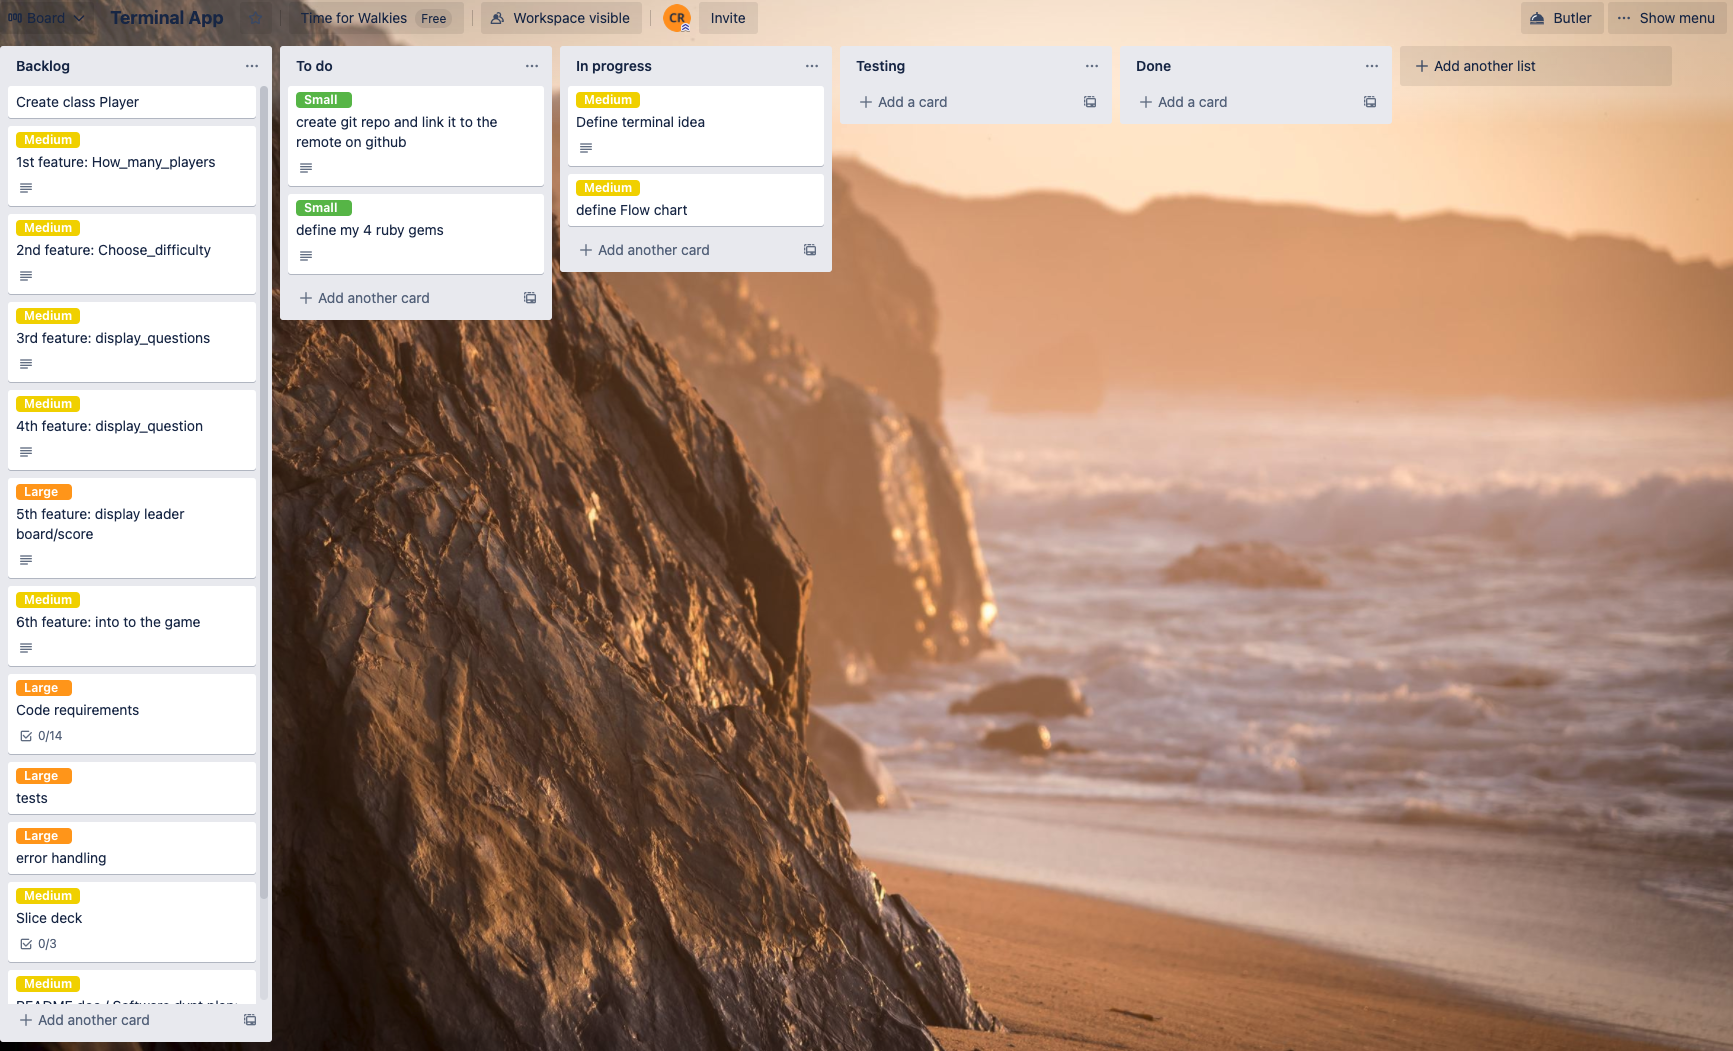 Board
Terminal App
Time for Walkies Free
Workspace visible
CR
Invite
Butler
Show menu
Backlog
Create class Player
Medium
1st feature: How_many_players
Medium
2nd feature: Choose_difficulty
Medium
3rd feature: display_questions
Medium
4th feature: display_question
Large
5th feature: display leader
board/score
Medium
6th feature: into to the game
Large
Code requirements
0/14
Large
tests
Large
error handling
Medium
Slice deck
0/3
Medium
+ Add another card
To do
Small
create git repo and link it to the
remote on github
Small
define my 4 ruby gems
+ Add another card
In progress
Medium
Define terminal idea
Medium
define Flow chart
+ Add another card
Testing
+ Add a card
Done
+ Add a card
+ Add another list